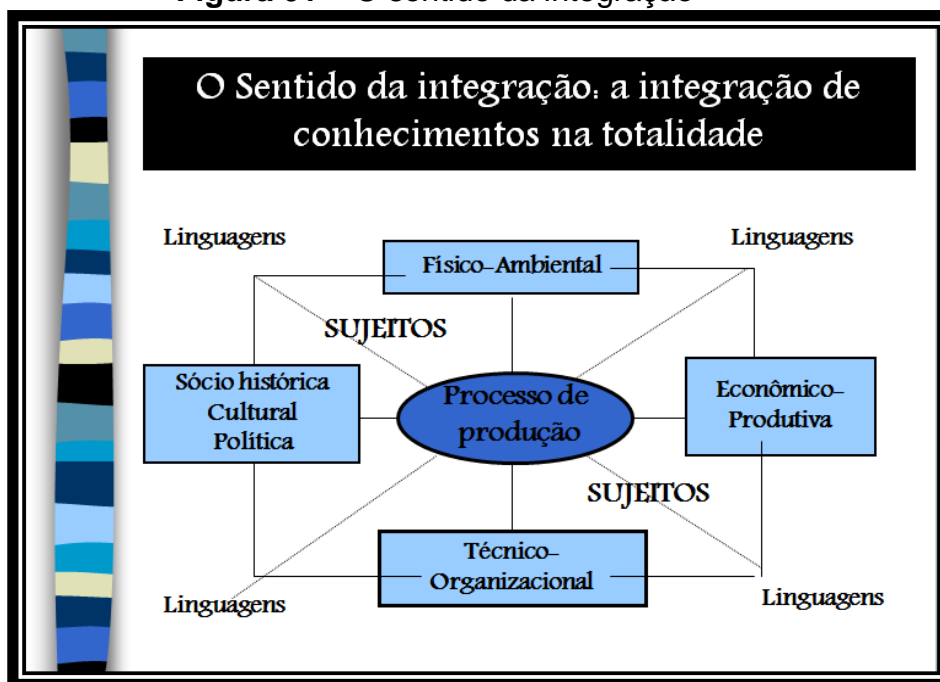 O Sentido da integração: a integração de
conhecimentos na totalidade
Linguagens
Linguagens
Físico-Ambiental
SUJEITOS
Sócio histórica
Cultural
Política
Processo de
produção
Econômico-
Produtiva
SUJEITOS
Técnico-
Organizacional
Linguagens
Linguagens